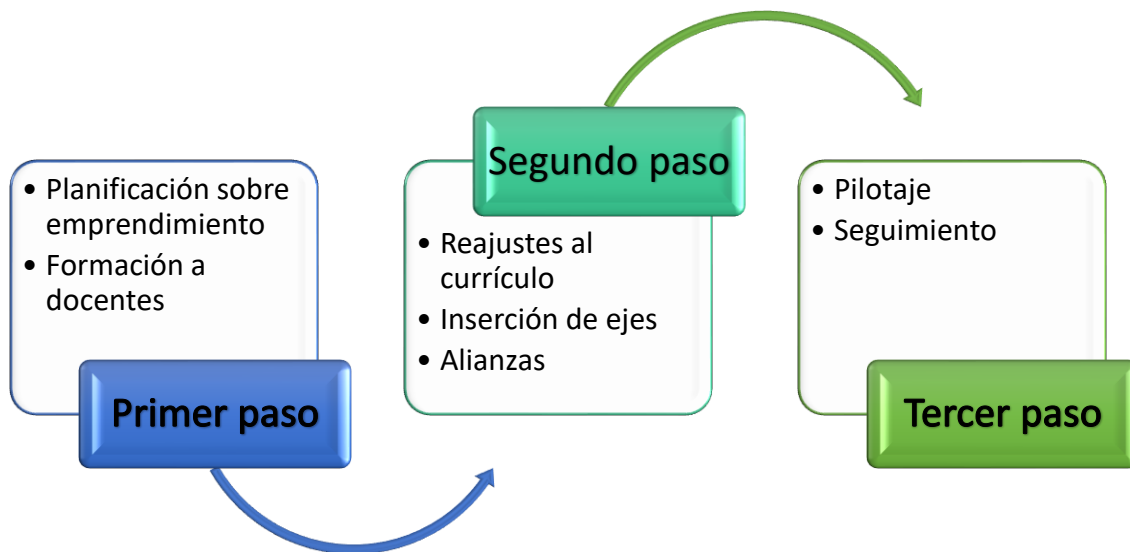 • Planificación sobre
emprendimiento
• Formación a
docentes
Primer paso
Segundo paso
• Reajustes al
currículo
• Inserción de ejes
• Alianzas
• Pilotaje
• Seguimiento
Tercer paso